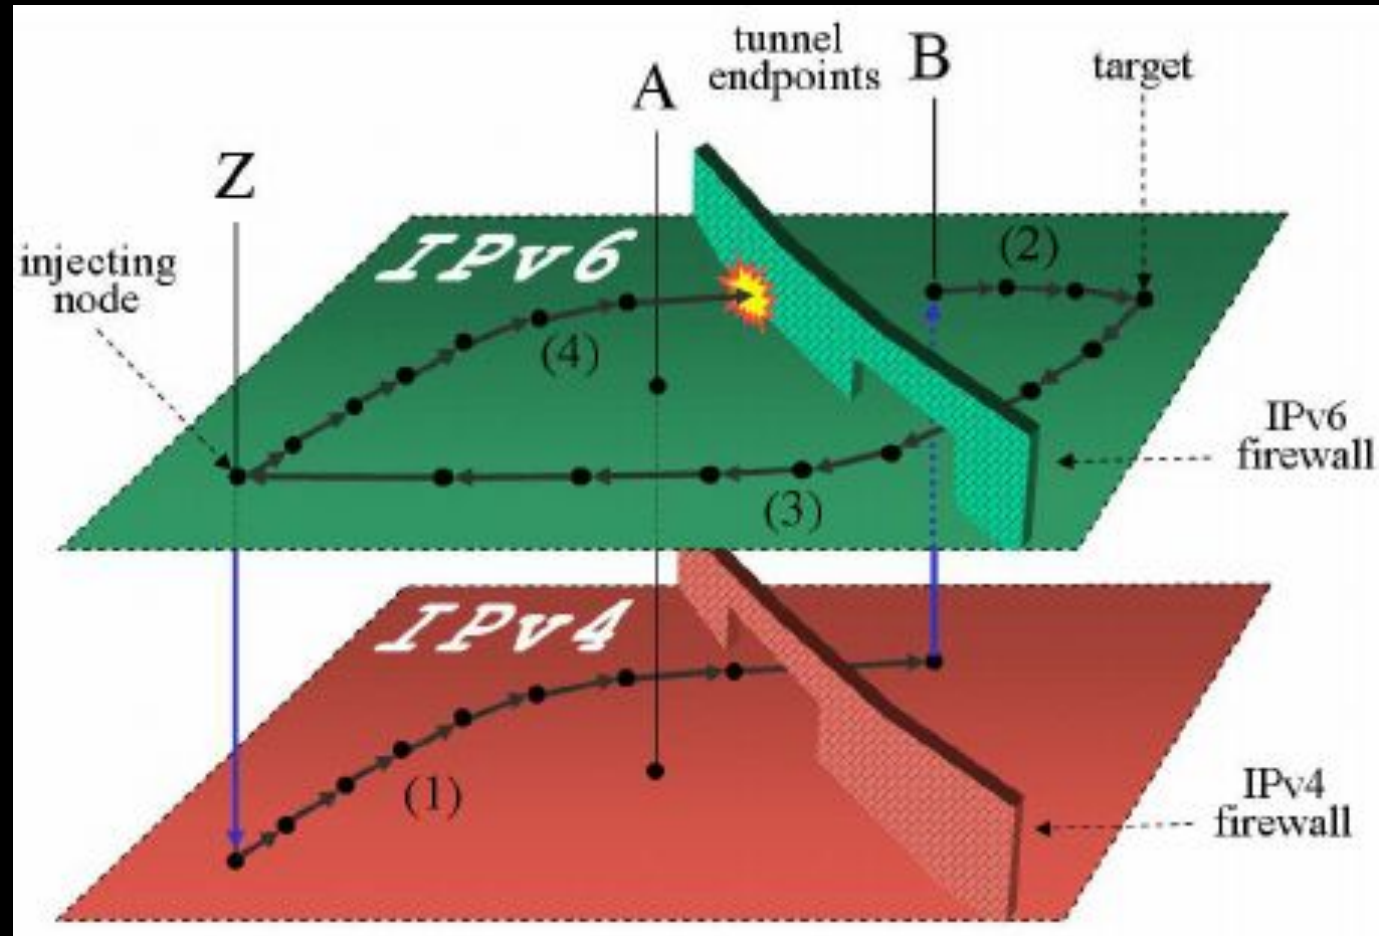 tunnel
endpoints
B
target
A
Z
injecting
node
IPv6
(2)
(4)
IPv6
firewall
(3)
IPv4
(1)
IPv4
firewall